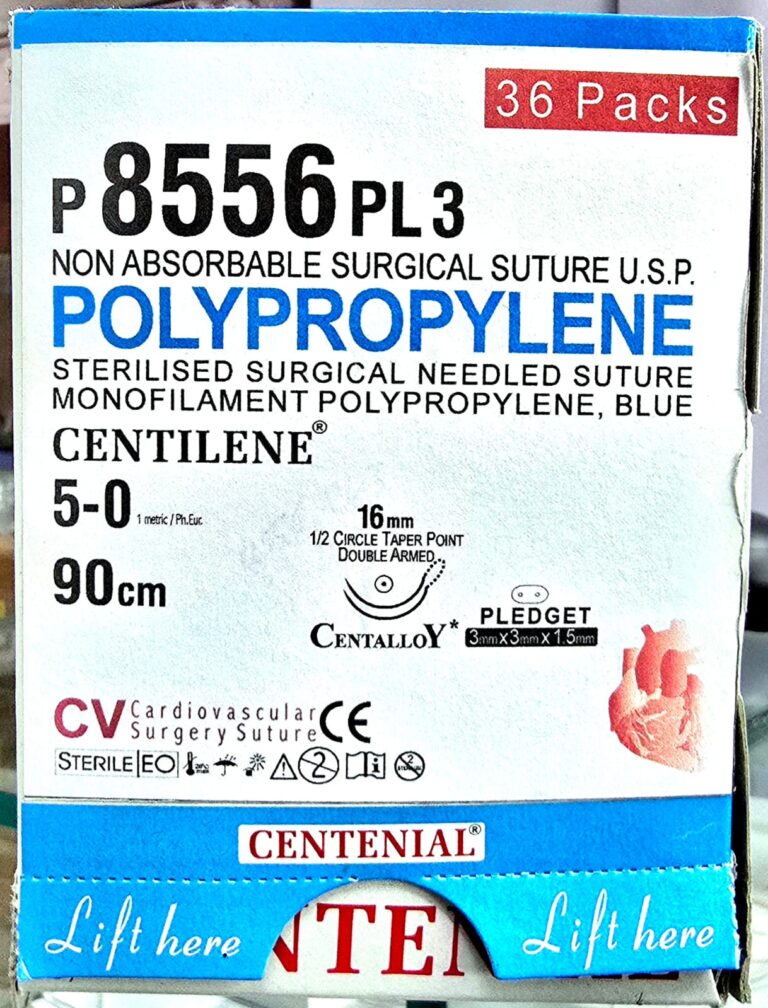 36 Packs
P 8556 PL 3
NON ABSORBABLE SURGICAL SUTURE U.S.P.
POLYPROPYLENE
STERILISED SURGICAL NEEDLED SUTURE
MONOFILAMENT POLYPROPYLENE, BLUE
CENTILENE®
5-0 1 metric / Ph.Eur.
16mm
1/2 CIRCLE TAPER POINT
DOUBLE ARMED
90cm
CENTALLOY*
PLEDGET
3mm x 3mm x 1.5mm
CV Cardiovascular
Surgery Suture
CE
STERILE EO
2
2
CENTENIAL®
Lift here
NTEN
Lift here